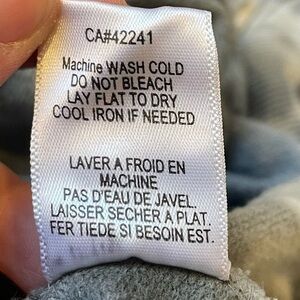 CA#42241
Machine WASH COLD
DO NOT BLEACH
LAY FLAT TO DRY
COOL IRON IF NEEDED
LAVER A FROID EN
MACHINE
PAS D'EAU DE JAVEL.
LAISSER SECHER A PLAT.
FER TIEDE SI BESOIN EST.